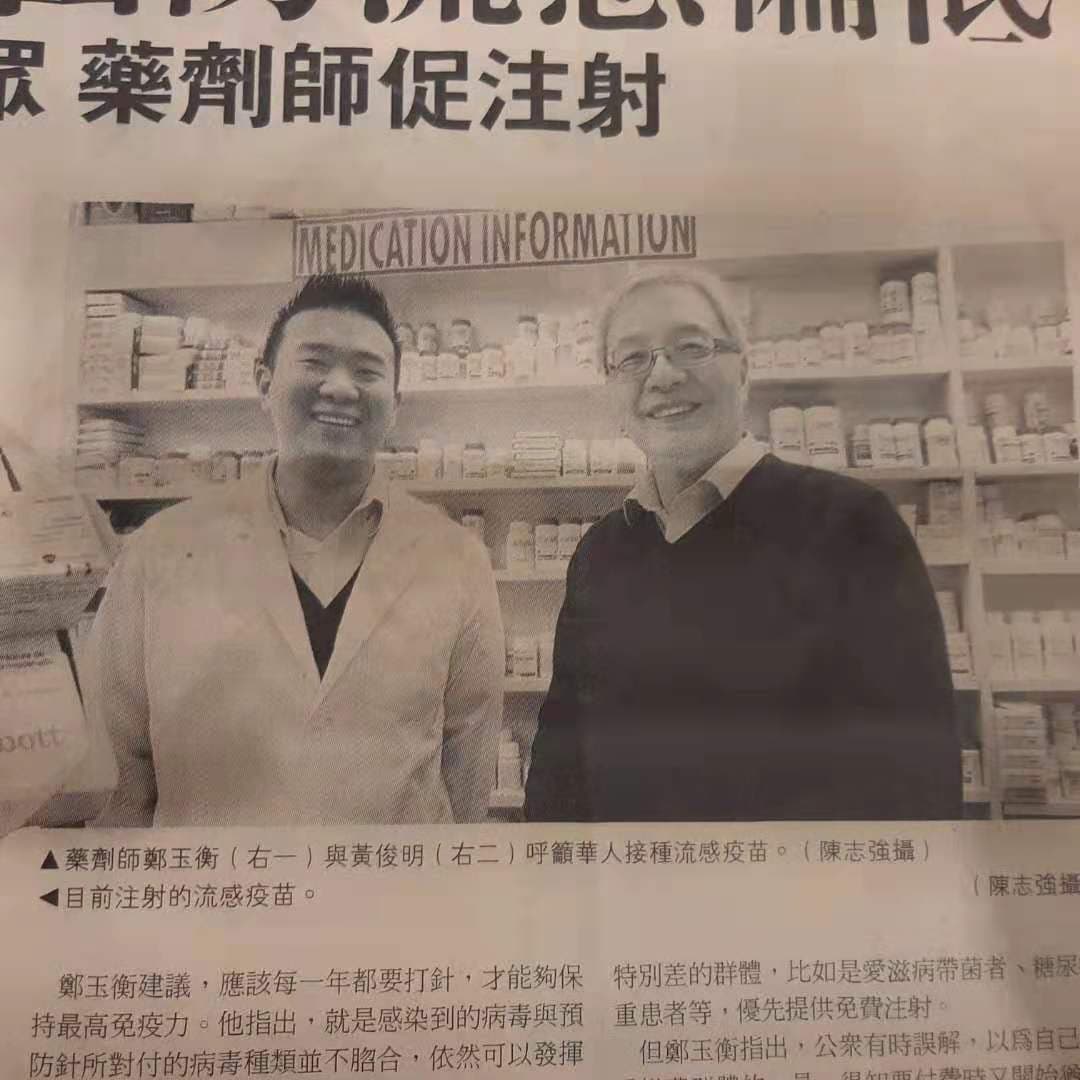 眾 藥劑師促注射
MEDICATION INFORMATION
▲藥劑師鄭玉衡（右一）與黃俊明（右二）呼籲華人接種流感疫苗。（陳志強攝）
◀目前注射的流感疫苗。
（陳志強攝
鄭玉衡建議，應該每一年都要打針，才能夠保
持最高免疫力。他指出，就是感染到的病毒與預
防針所對付的病毒種類並不脗合，依然可以發揮
特別差的群體，比如是愛滋病帶菌者、糖尿
重患者等，優先提供免費注射。
但鄭玉衡指出，公眾有時誤解，以爲自己